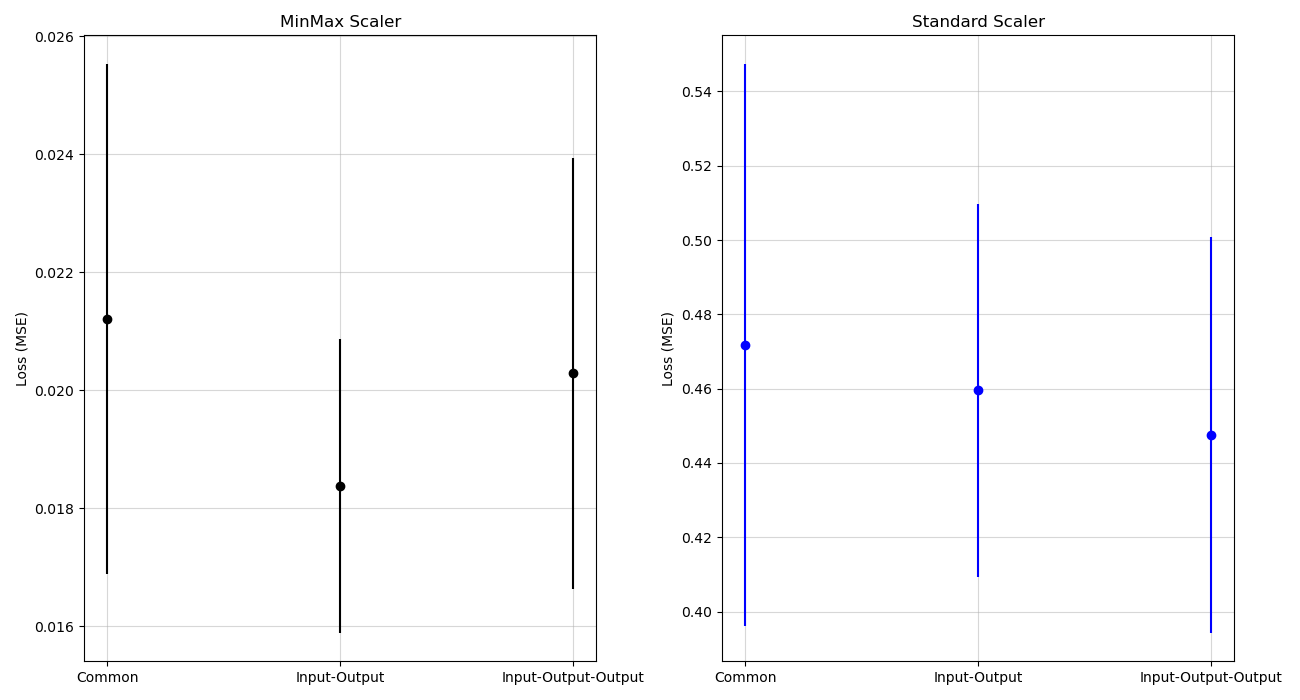 MinMax Scaler
Loss (MSE)
0.026
0.024
0.022
0.020
0.018
0.016
Common
Input-Output
Input-Output-Output
Standard Scaler
Loss (MSE)
0.54
0.52
0.50
0.48
0.46
0.44
0.42
0.40
Common
Input-Output
Input-Output-Output